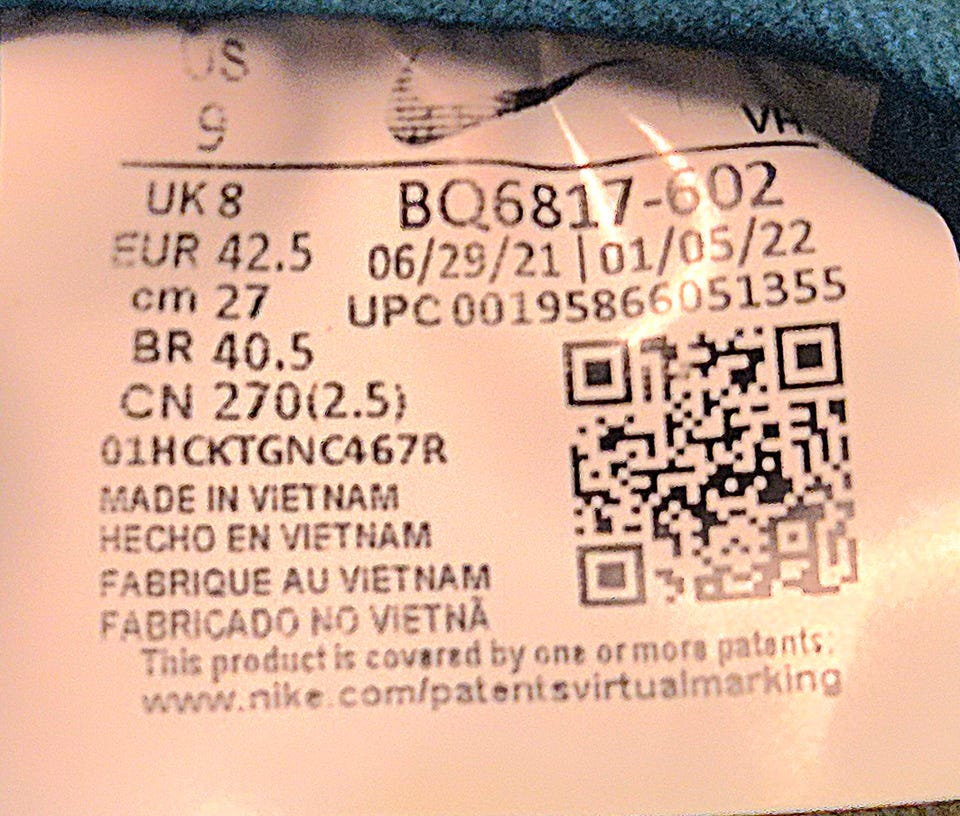 US
9
VH
UK 8
EUR 42.5
cm 27
BR 40.5
CN 270(2.5)
BQ6817-602
06/29/21 | 01/05/22
UPC 00195866051355
01HCKTGNC467R
MADE IN VIETNAM
HECHO EN VIETNAM
FABRIQUE AU VIETNAM
FABRICADO NO VIETNÃ
This product is covered by one or more patents:
www.nike.com/patentsvirtualmarking